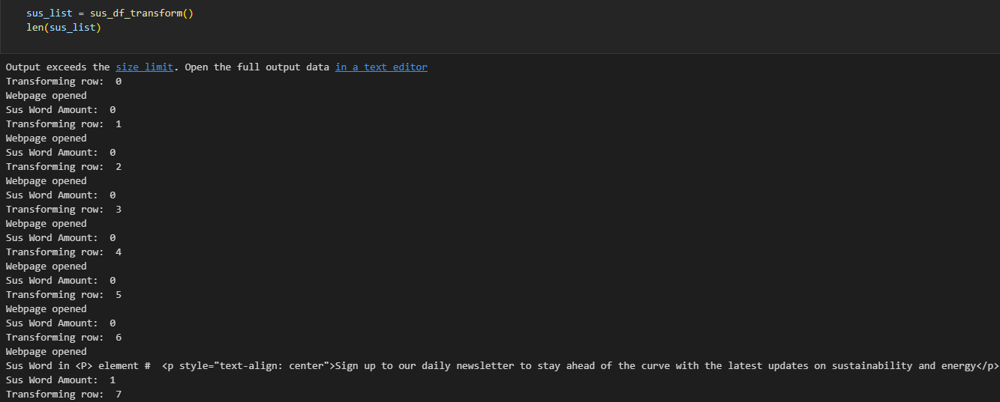 sus_list = sus_df_transform()
len(sus_list)
Output exceeds the size limit. Open the full output data in a text editor
Transforming row:  0
Webpage opened
Sus Word Amount:  0
Transforming row:  1
Webpage opened
Sus Word Amount:  0
Transforming row:  2
Webpage opened
Sus Word Amount:  0
Transforming row:  3
Webpage opened
Sus Word Amount:  0
Transforming row:  4
Webpage opened
Sus Word Amount:  0
Transforming row:  5
Webpage opened
Sus Word Amount:  0
Transforming row:  6
Webpage opened
Sus Word in <P> element #  <p style="text-align: center">Sign up to our daily newsletter to stay ahead of the curve with the latest updates on sustainability and energy</p>
Sus Word Amount:  1
Transforming row:  7